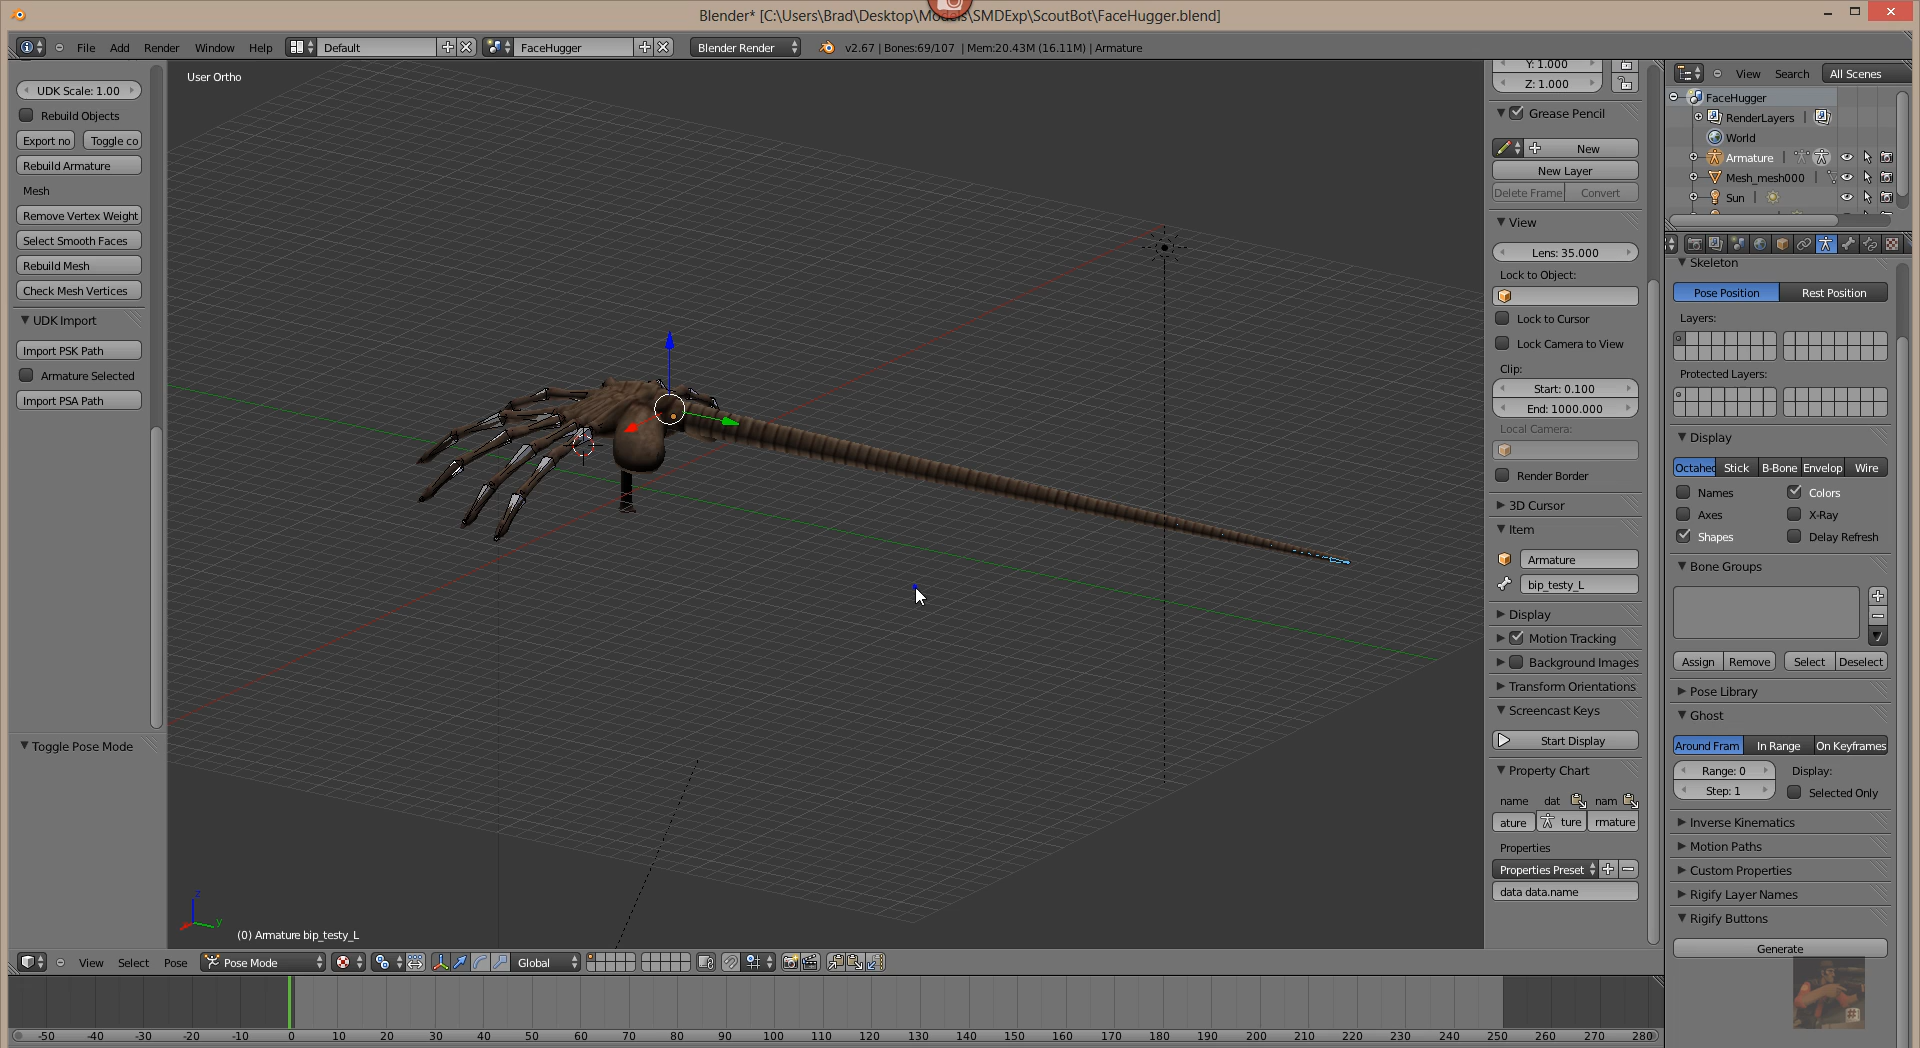 Blender* [C:\Users\Brad\Desktop\Models\SMDExp\ScoutBot\FaceHugger.blend]
File Add Render Window Help Default FaceHugger Blender Render v2.67 | Bones:69/107 | Mem:20.43M (16.11M) | Armature
UDK Scale: 1.00
Rebuild Objects
Export no Toggle co
Rebuild Armature
Mesh
Remove Vertex Weight
Select Smooth Faces
Rebuild Mesh
Check Mesh Vertices
UDK Import
Import PSK Path
Armature Selected
Import PSA Path
Toggle Pose Mode
User Ortho
z
y
(0) Armature bip_testy_L
Y: 1.000
Z: 1.000
Grease Pencil
New
New Layer
Delete Frame Convert
View
Lens: 35.000
Lock to Object:
Lock to Cursor
Lock Camera to View
Clip:
Start: 0.100
End: 1000.000
Local Camera:
Render Border
3D Cursor
Item
Armature
bip_testy_L
Display
Motion Tracking
Background Images
Transform Orientations
Screencast Keys
Start Display
Property Chart
name dat nam
ature ture rmature
Properties
Properties Preset
data data.name
View Search All Scenes
FaceHugger
RenderLayers |
World
Armature |
Mesh_mesh000
Sun |
Skeleton
Pose Position Rest Position
Layers:
Protected Layers:
Display
Octahed Stick B-Bone Envelop Wire
Names Colors
Axes X-Ray
Shapes Delay Refresh
Bone Groups
Assign Remove Select Deselect
Pose Library
Ghost
Around Fram In Range On Keyframes
Range: 0 Display:
Step: 1 Selected Only
Inverse Kinematics
Motion Paths
Custom Properties
Rigify Layer Names
Rigify Buttons
Generate
View Select Pose Pose Mode Global
-50 -40 -30 -20 -10 0 10 20 30 40 50 60 70 80 90 100 110 120 130 140 150 160 170 180 190 200 210 220 230 240 250 260 270 280